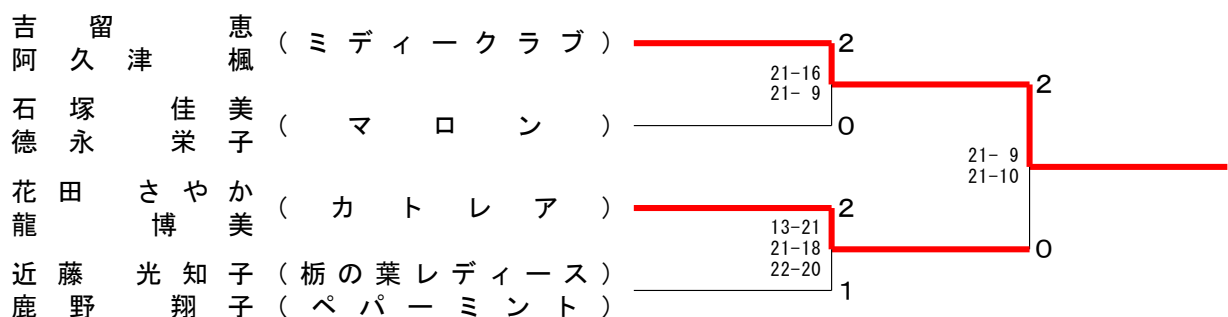 吉留恵
阿久津楓
(ミディークラブ)
2
21-16
21- 9
2
石塚佳美
德永栄子
(マロン)
0
21- 9
21-10
花田さやか
龍博美
(カトレア)
2
13-21
21-18
22-20
0
近藤光知子(栃の葉レディース)
鹿野翔子(ペパーミント)
1